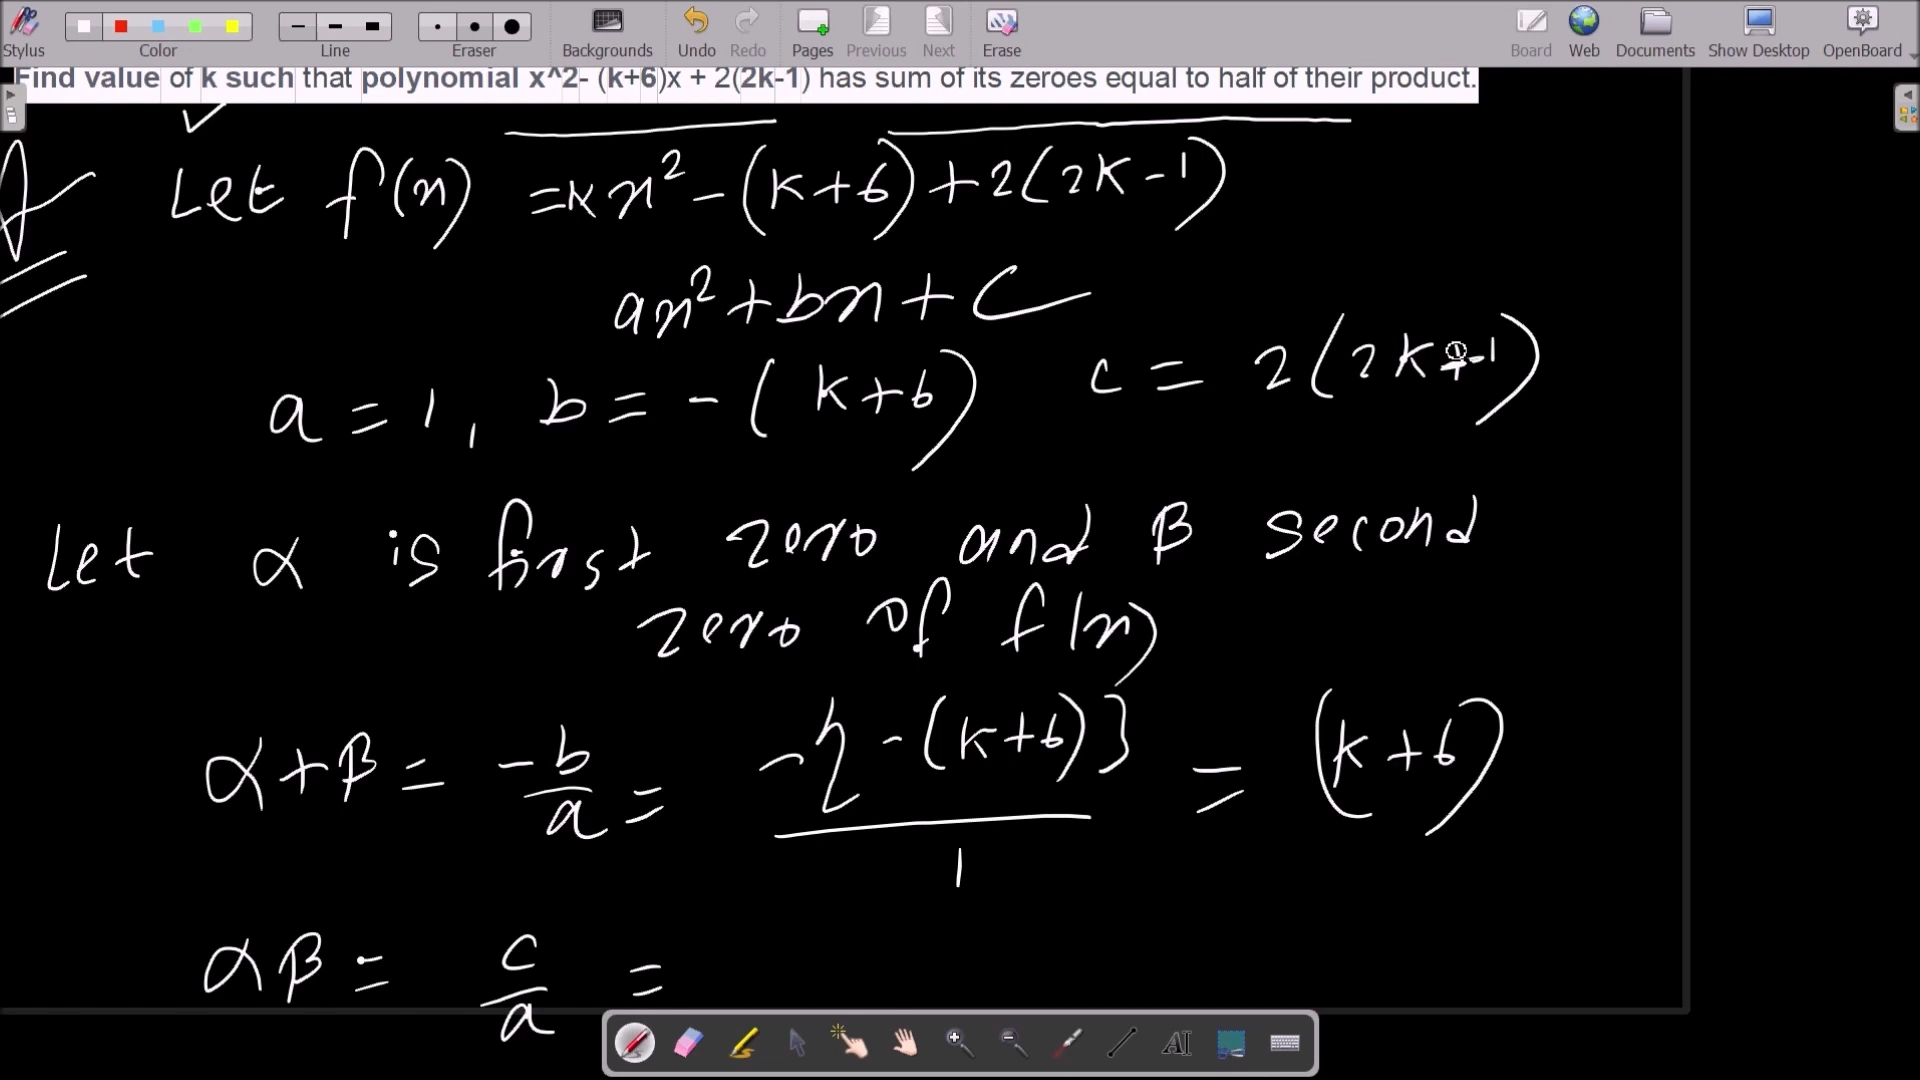 Stylus Color Line Eraser Backgrounds Undo Redo Pages Previous Next Erase Board Web Documents Show Desktop OpenBoard
Find value of k such that polynomial x^2- (k+6)x + 2(2k-1) has sum of its zeroes equal to half of their product.
Let f(x) = x² - (k+6) + 2(2k-1)
ax² + bx + c
a = 1, b = - (k+6) c = 2(2k-1)
Let α is first zero and β second
zero of f(x)
α+β = -b/a = -{-(k+6)}/1 = (k+6)
αβ = c/a =
AI